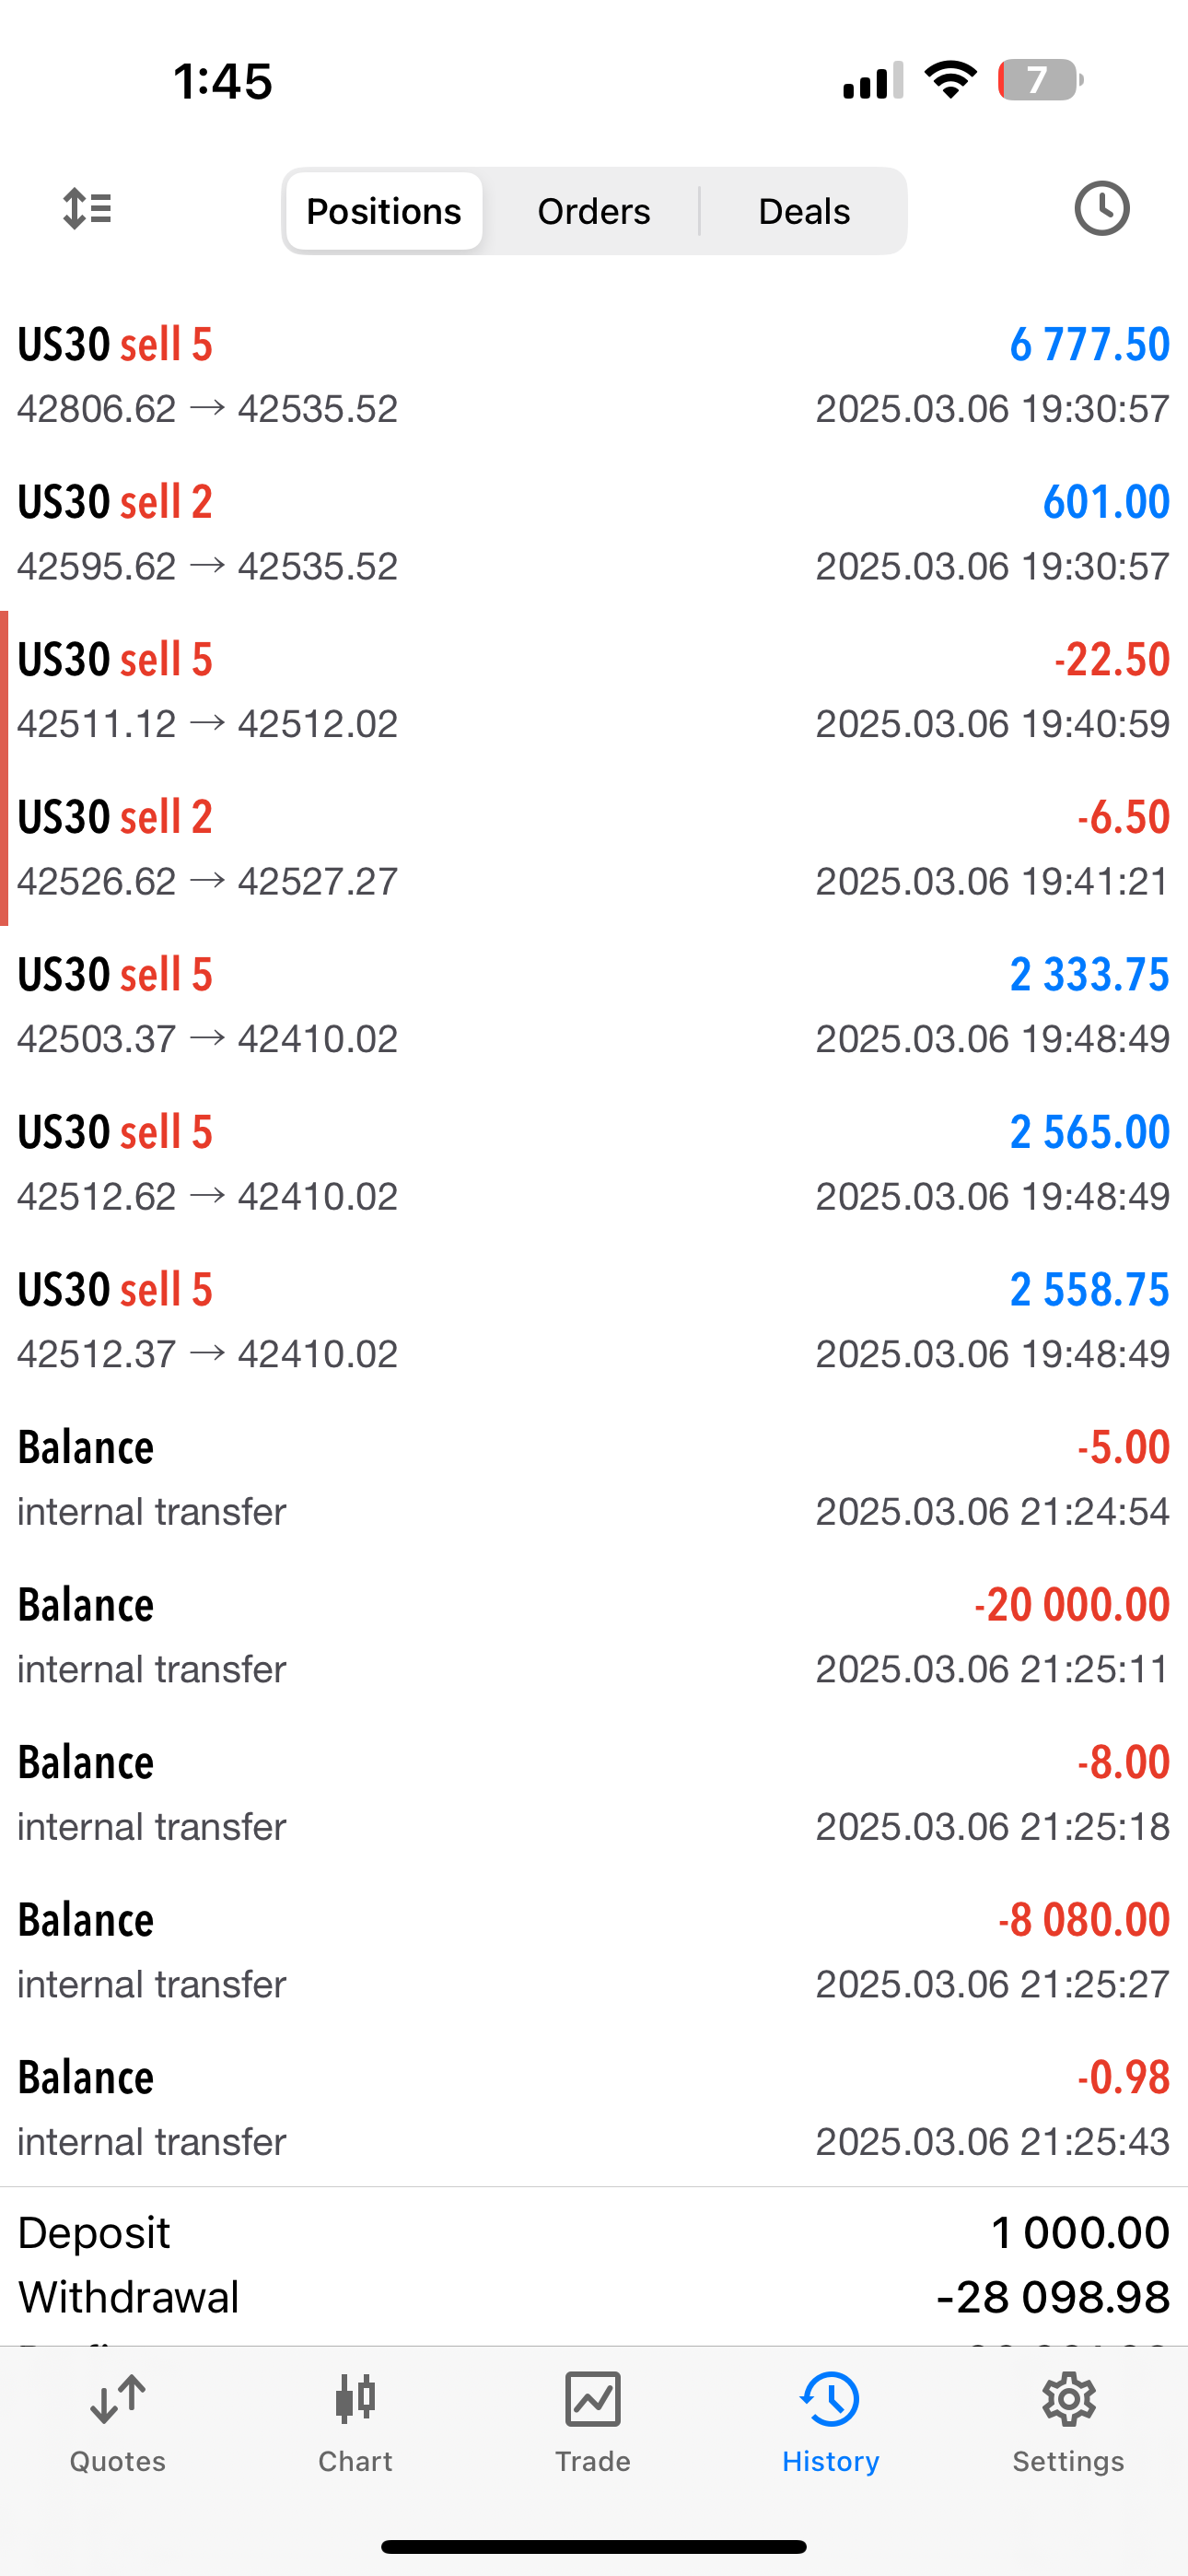 1:45
7
Positions Orders Deals
US30 sell 5 6 777.50
42806.62 → 42535.52 2025.03.06 19:30:57
US30 sell 2 601.00
42595.62 → 42535.52 2025.03.06 19:30:57
US30 sell 5 -22.50
42511.12 → 42512.02 2025.03.06 19:40:59
US30 sell 2 -6.50
42526.62 → 42527.27 2025.03.06 19:41:21
US30 sell 5 2 333.75
42503.37 → 42410.02 2025.03.06 19:48:49
US30 sell 5 2 565.00
42512.62 → 42410.02 2025.03.06 19:48:49
US30 sell 5 2 558.75
42512.37 → 42410.02 2025.03.06 19:48:49
Balance -5.00
internal transfer 2025.03.06 21:24:54
Balance -20 000.00
internal transfer 2025.03.06 21:25:11
Balance -8.00
internal transfer 2025.03.06 21:25:18
Balance -8 080.00
internal transfer 2025.03.06 21:25:27
Balance -0.98
internal transfer 2025.03.06 21:25:43
Deposit 1 000.00
Withdrawal -28 098.98
Quotes Chart Trade History Settings